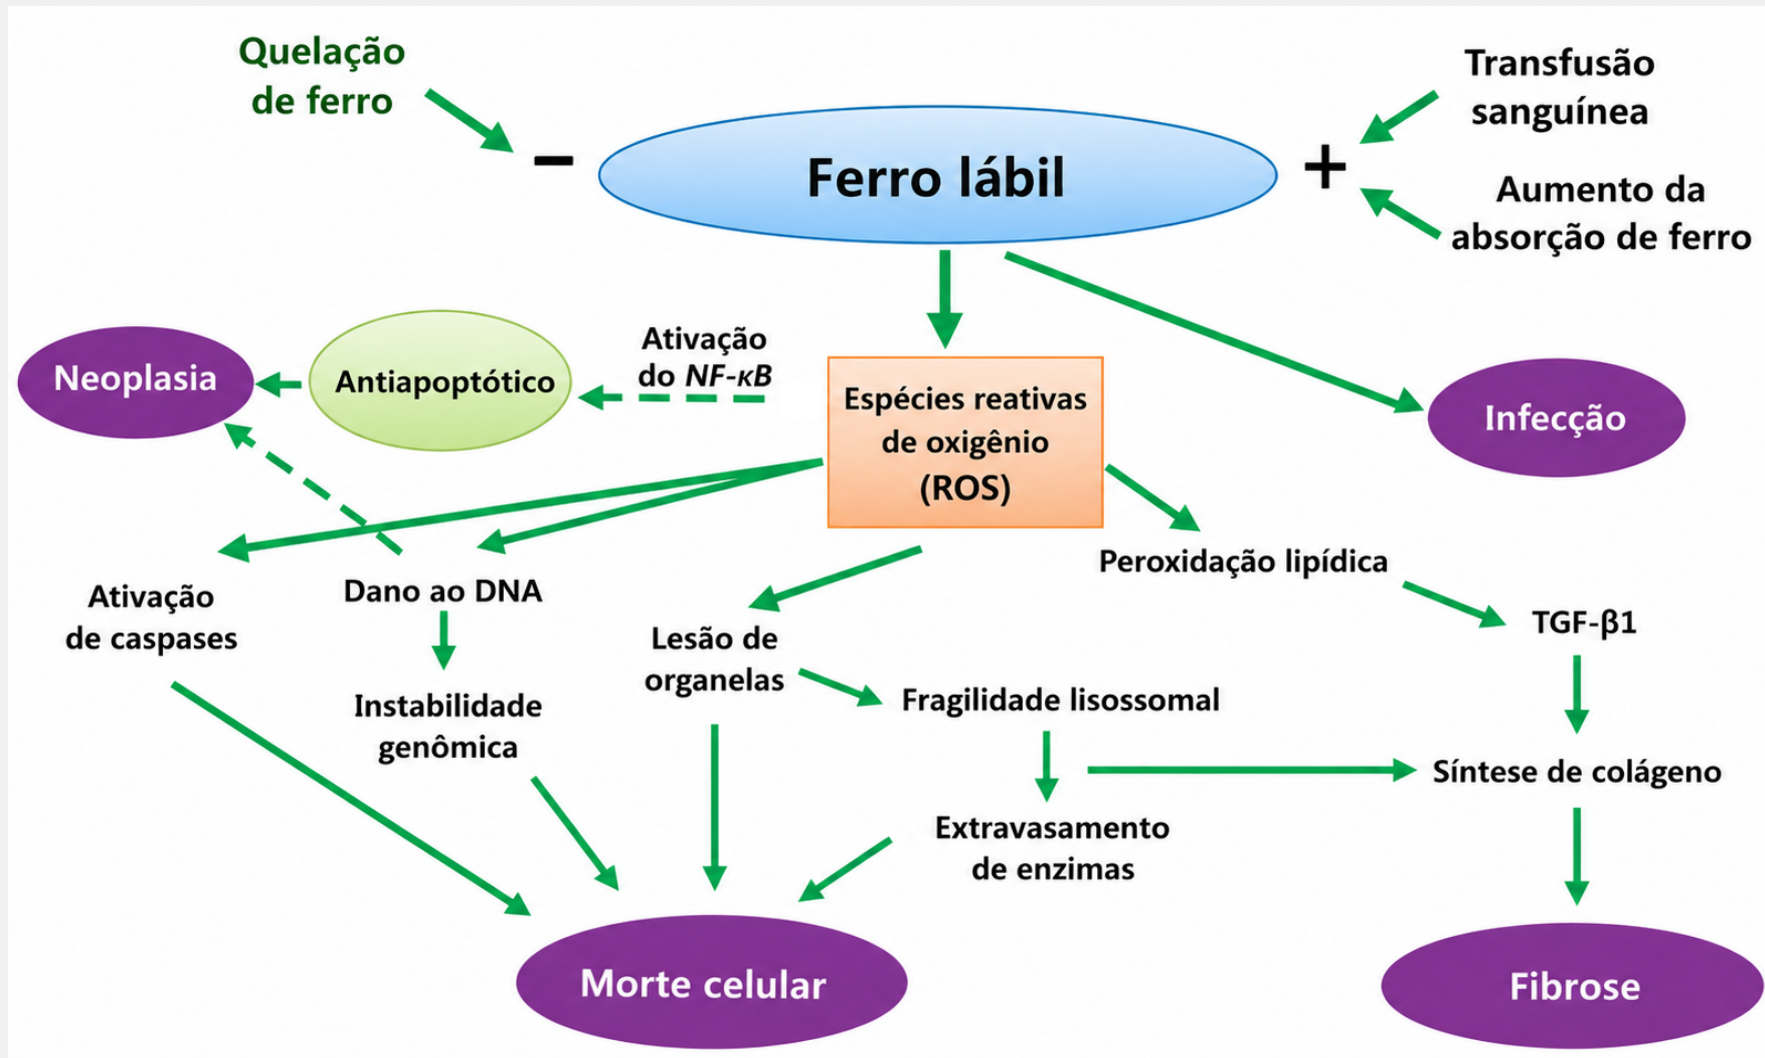 Quelação
de ferro
−
Ferro lábil
+
Transfusão
sanguínea
Aumento da
absorção de ferro
Neoplasia
Antiapoptótico
Ativação
do NF-κB
Espécies reativas
de oxigênio
(ROS)
Infecção
Ativação
de caspases
Dano ao DNA
Instabilidade
genômica
Lesão de
organelas
Peroxidação lipídica
TGF-β1
Fragilidade lisossomal
Síntese de colágeno
Extravasamento
de enzimas
Morte celular
Fibrose